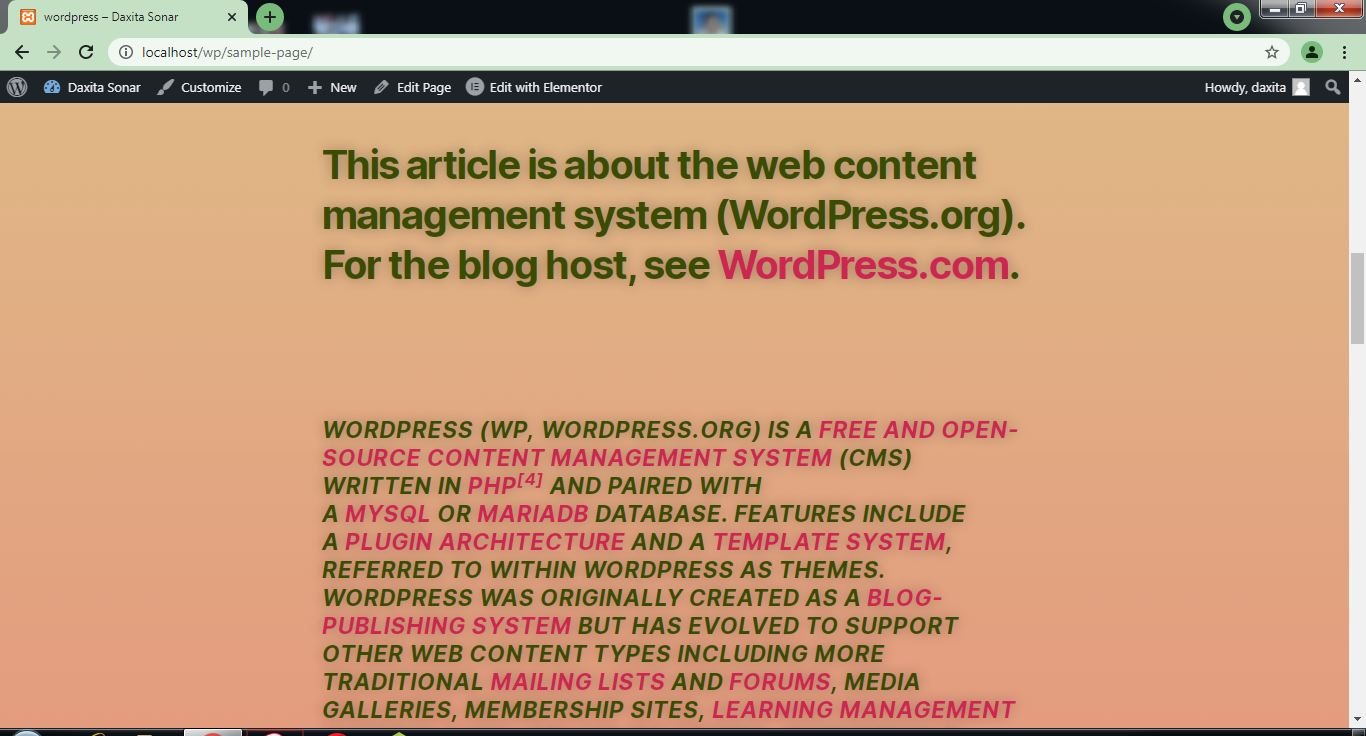 wordpress – Daxita Sonar
localhost/wp/sample-page/
Daxita Sonar Customize 0 New Edit Page Edit with Elementor Howdy, daxita
This article is about the web content
management system (WordPress.org).
For the blog host, see WordPress.com.
WORDPRESS (WP, WORDPRESS.ORG) IS A FREE AND OPEN-
SOURCE CONTENT MANAGEMENT SYSTEM (CMS)
WRITTEN IN PHP[4] AND PAIRED WITH
A MYSQL OR MARIADB DATABASE. FEATURES INCLUDE
A PLUGIN ARCHITECTURE AND A TEMPLATE SYSTEM,
REFERRED TO WITHIN WORDPRESS AS THEMES.
WORDPRESS WAS ORIGINALLY CREATED AS A BLOG-
PUBLISHING SYSTEM BUT HAS EVOLVED TO SUPPORT
OTHER WEB CONTENT TYPES INCLUDING MORE
TRADITIONAL MAILING LISTS AND FORUMS, MEDIA
GALLERIES, MEMBERSHIP SITES, LEARNING MANAGEMENT